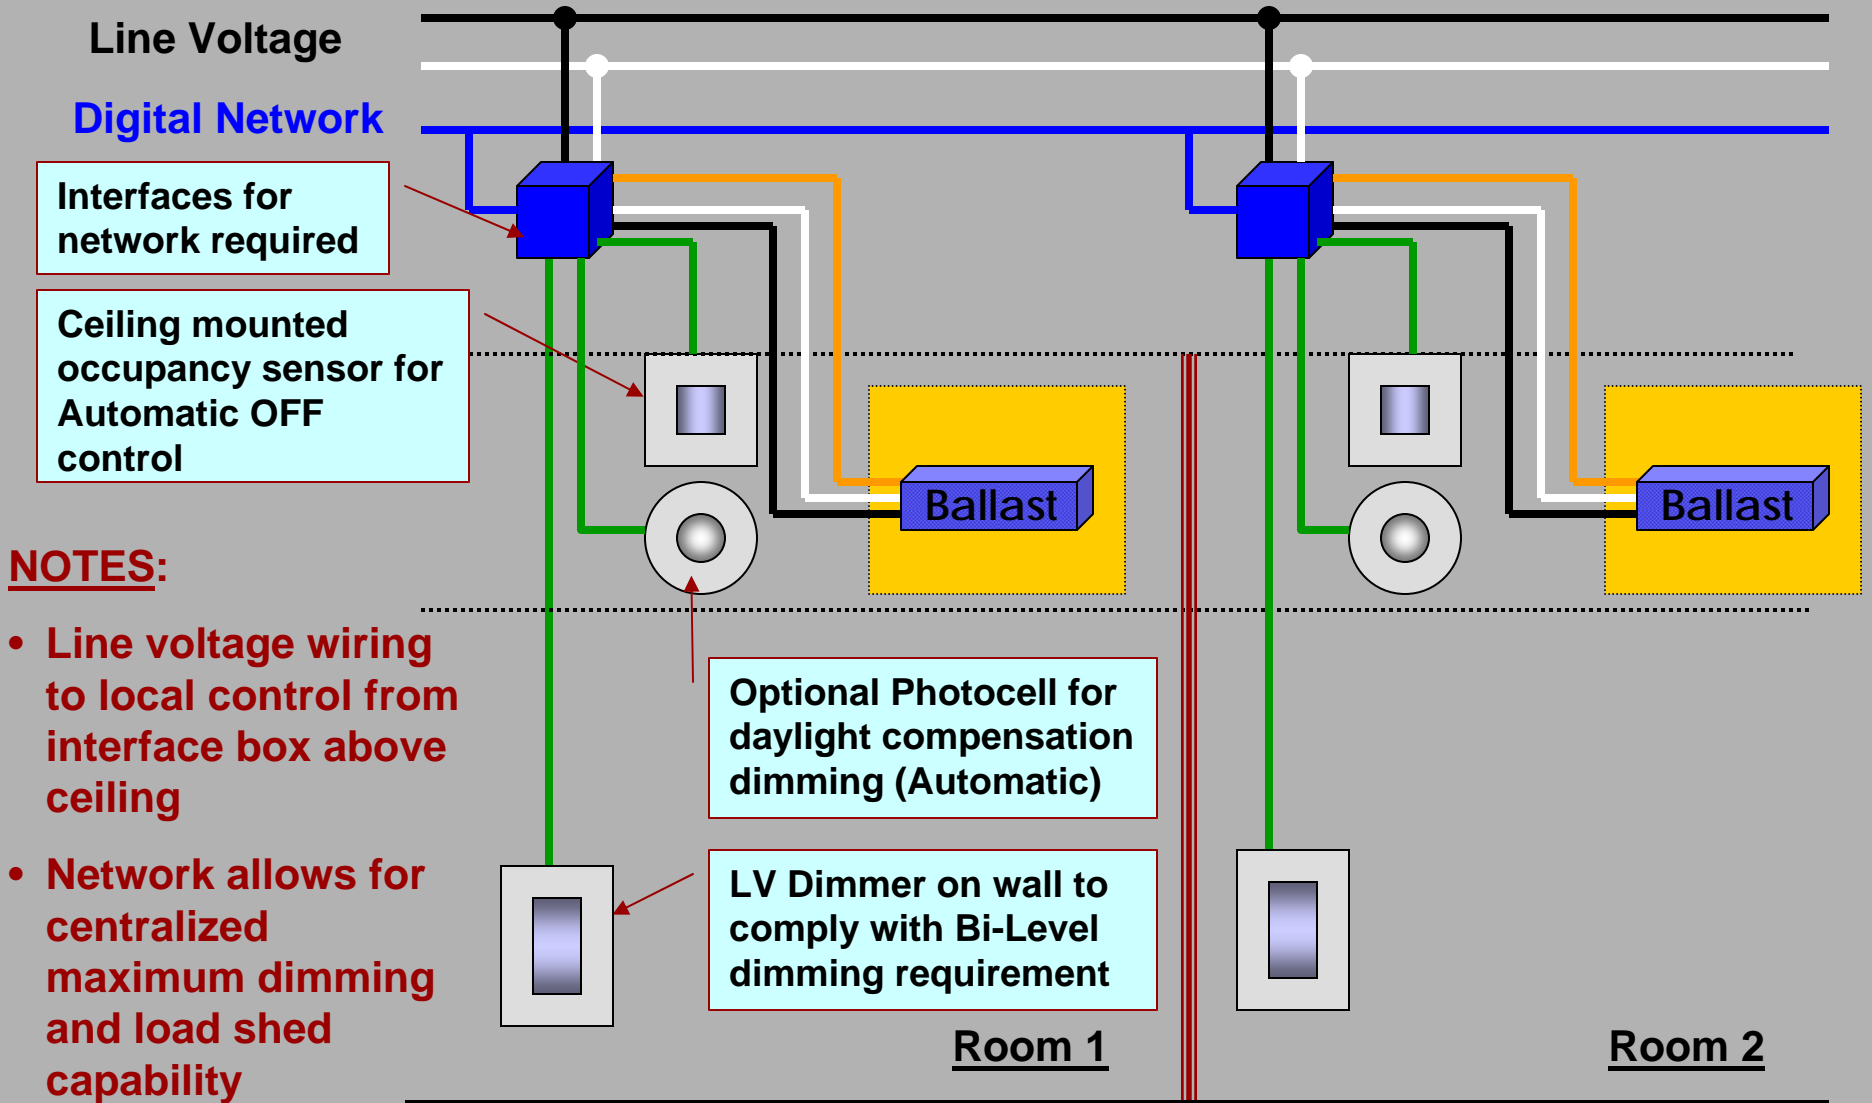 Line Voltage
Digital Network
Interfaces for
network required
Ceiling mounted
occupancy sensor for
Automatic OFF
control
Ballast
Ballast
NOTES:
• Line voltage wiring
to local control from
interface box above
ceiling
• Network allows for
centralized
maximum dimming
and load shed
capability
Optional Photocell for
daylight compensation
dimming (Automatic)
LV Dimmer on wall to
comply with Bi-Level
dimming requirement
Room 1
Room 2